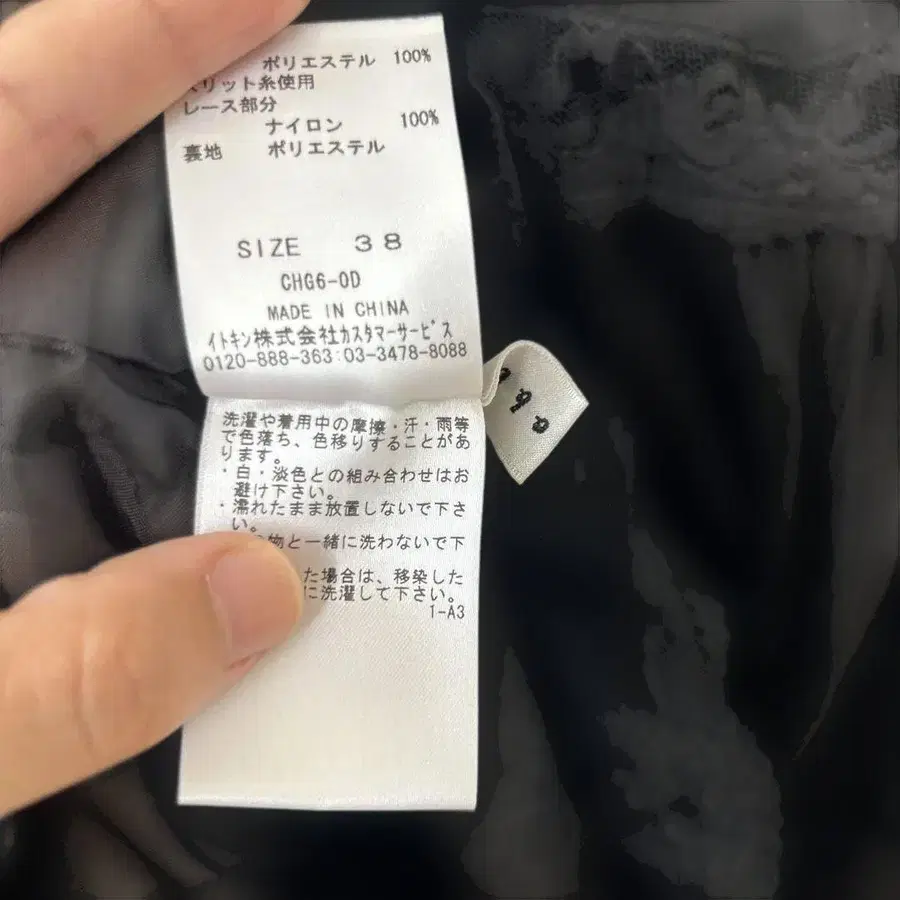 ポリエステル 100%
リット糸使用
レース部分
ナイロン 100%
裏地 ポリエステル
SIZE 38
CHG6-0D
MADE IN CHINA
イトキン株式会社カスタマーサービス
0120-888-363:03-3478-8088
洗濯や着用中の摩擦・汗・雨等
で色落ち、色移りすることがあ
ります。
・白・淡色との組み合わせはお
避け下さい。
・濡れたまま放置しないで下さ
い。
物と一緒に洗わないで下
た場合は、移染した
に洗濯して下さい。
1-A3